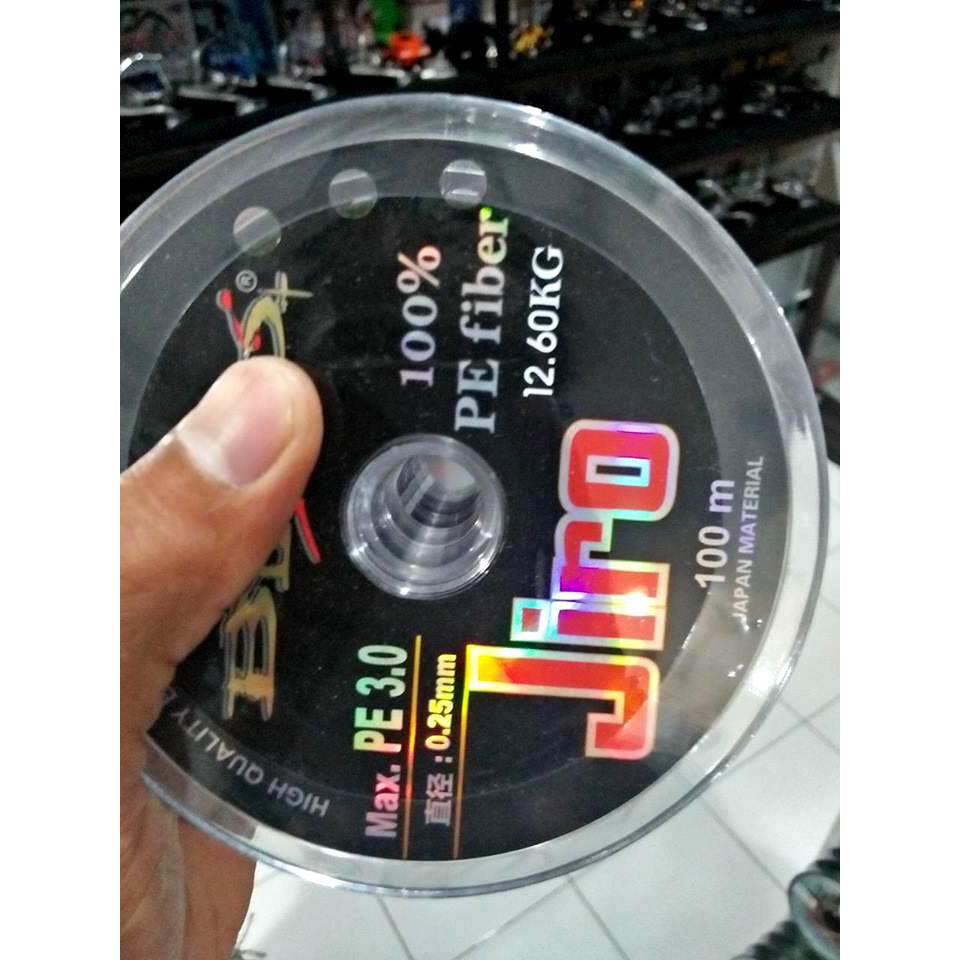 100%
PE fiber
12.60KG
Max. PE 3.0
直径 : 0.25mm
Jiro
100 m
JAPAN MATERIAL
HIGH QUALITY